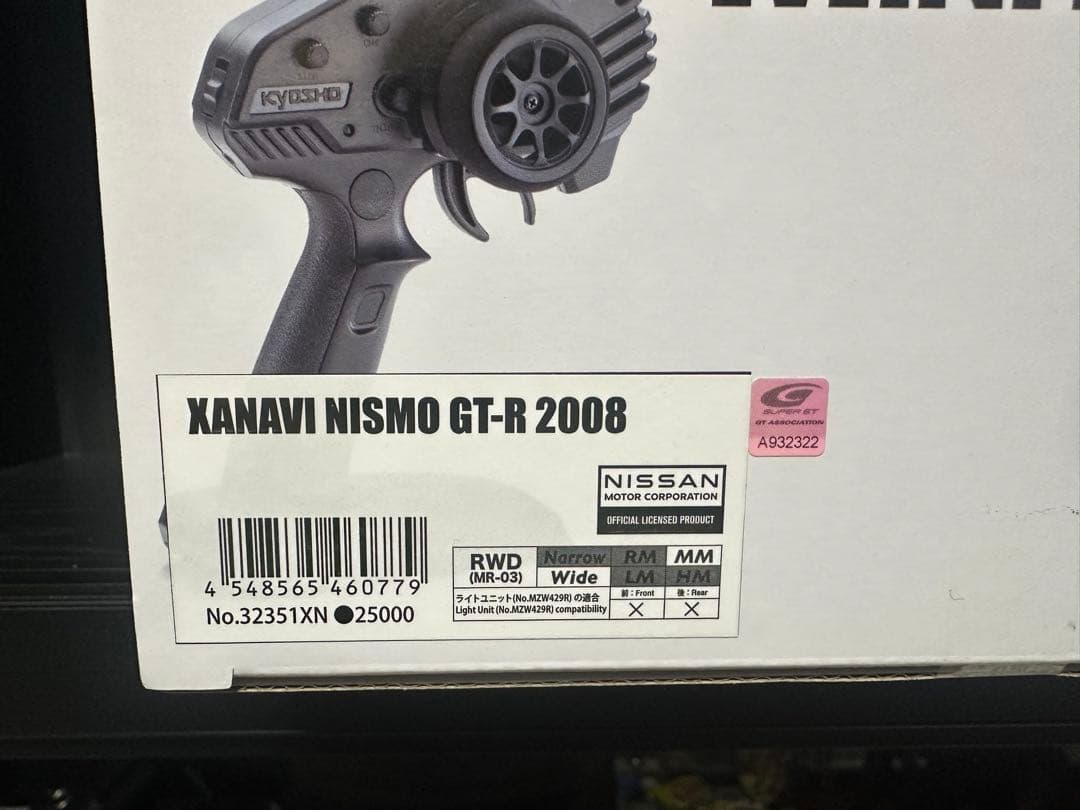 KYOSHO
XANAVI NISMO GT-R 2008
SUPER GT
GT ASSOCIATION
A932322
NISSAN
MOTOR CORPORATION
OFFICIAL LICENSED PRODUCT
RWD
(MR-03)
Narrow RM MM
Wide LM HM
ライトユニット(No.MZW429R) の適合
Light Unit (No.MZW429R) compatibility
前：Front 後：Rear
× ×
4 548565 460779
No.32351XN ●25000